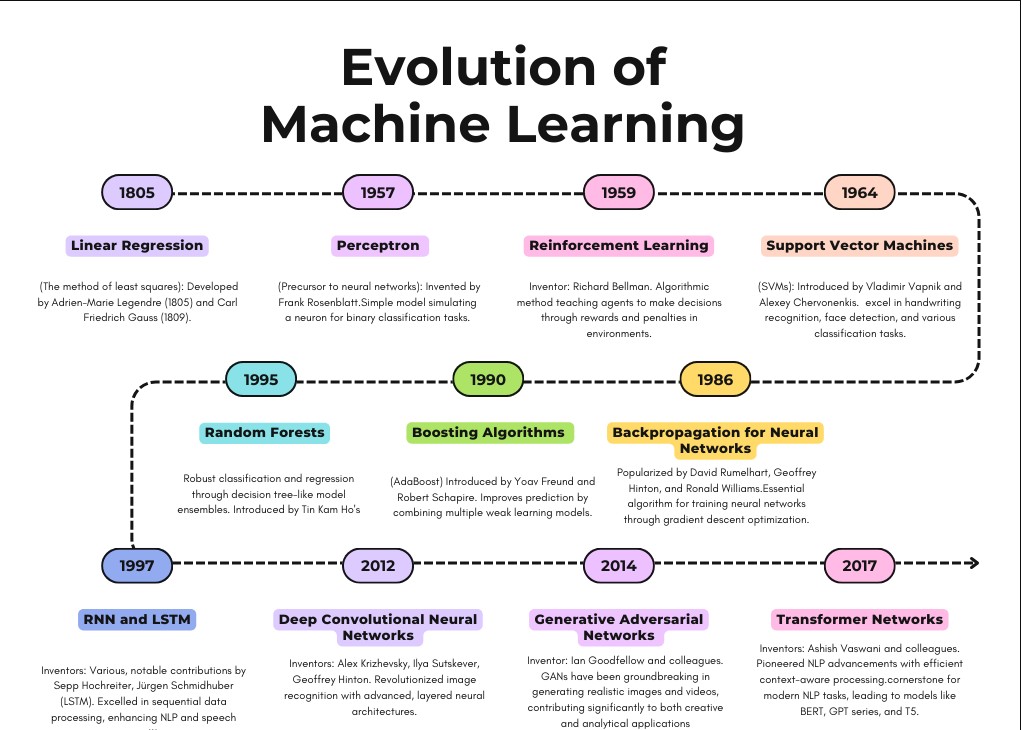 Evolution of
Machine Learning
1805
1957
1959
1964
Linear Regression
Perceptron
Reinforcement Learning
Support Vector Machines
(The method of least squares): Developed
by Adrien-Marie Legendre (1805) and Carl
Friedrich Gauss (1809).
(Precursor to neural networks): Invented by
Frank Rosenblatt.Simple model simulating
a neuron for binary classification tasks.
Inventor: Richard Bellman. Algorithmic
method teaching agents to make decisions
through rewards and penalties in
environments.
(SVMs): Introduced by Vladimir Vapnik and
Alexey Chervonenkis. excel in handwriting
recognition, face detection, and various
classification tasks.
1995
1990
1986
Random Forests
Boosting Algorithms
Backpropagation for Neural
Networks
Robust classification and regression
through decision tree-like model
ensembles. Introduced by Tin Kam Ho's
(AdaBoost) Introduced by Yoav Freund and
Robert Schapire. Improves prediction by
combining multiple weak learning models.
Popularized by David Rumelhart, Geoffrey
Hinton, and Ronald Williams.Essential
algorithm for training neural networks
through gradient descent optimization.
1997
2012
2014
2017
RNN and LSTM
Deep Convolutional Neural
Networks
Generative Adversarial
Networks
Transformer Networks
Inventors: Various, notable contributions by
Sepp Hochreiter, Jürgen Schmidhuber
(LSTM). Excelled in sequential data
processing, enhancing NLP and speech
Inventors: Alex Krizhevsky, Ilya Sutskever,
Geoffrey Hinton. Revolutionized image
recognition with advanced, layered neural
architectures.
Inventor: Ian Goodfellow and colleagues.
GANs have been groundbreaking in
generating realistic images and videos,
contributing significantly to both creative
and analytical applications
Inventors: Ashish Vaswani and colleagues.
Pioneered NLP advancements with efficient
context-aware processing.cornerstone for
modern NLP tasks, leading to models like
BERT, GPT series, and T5.